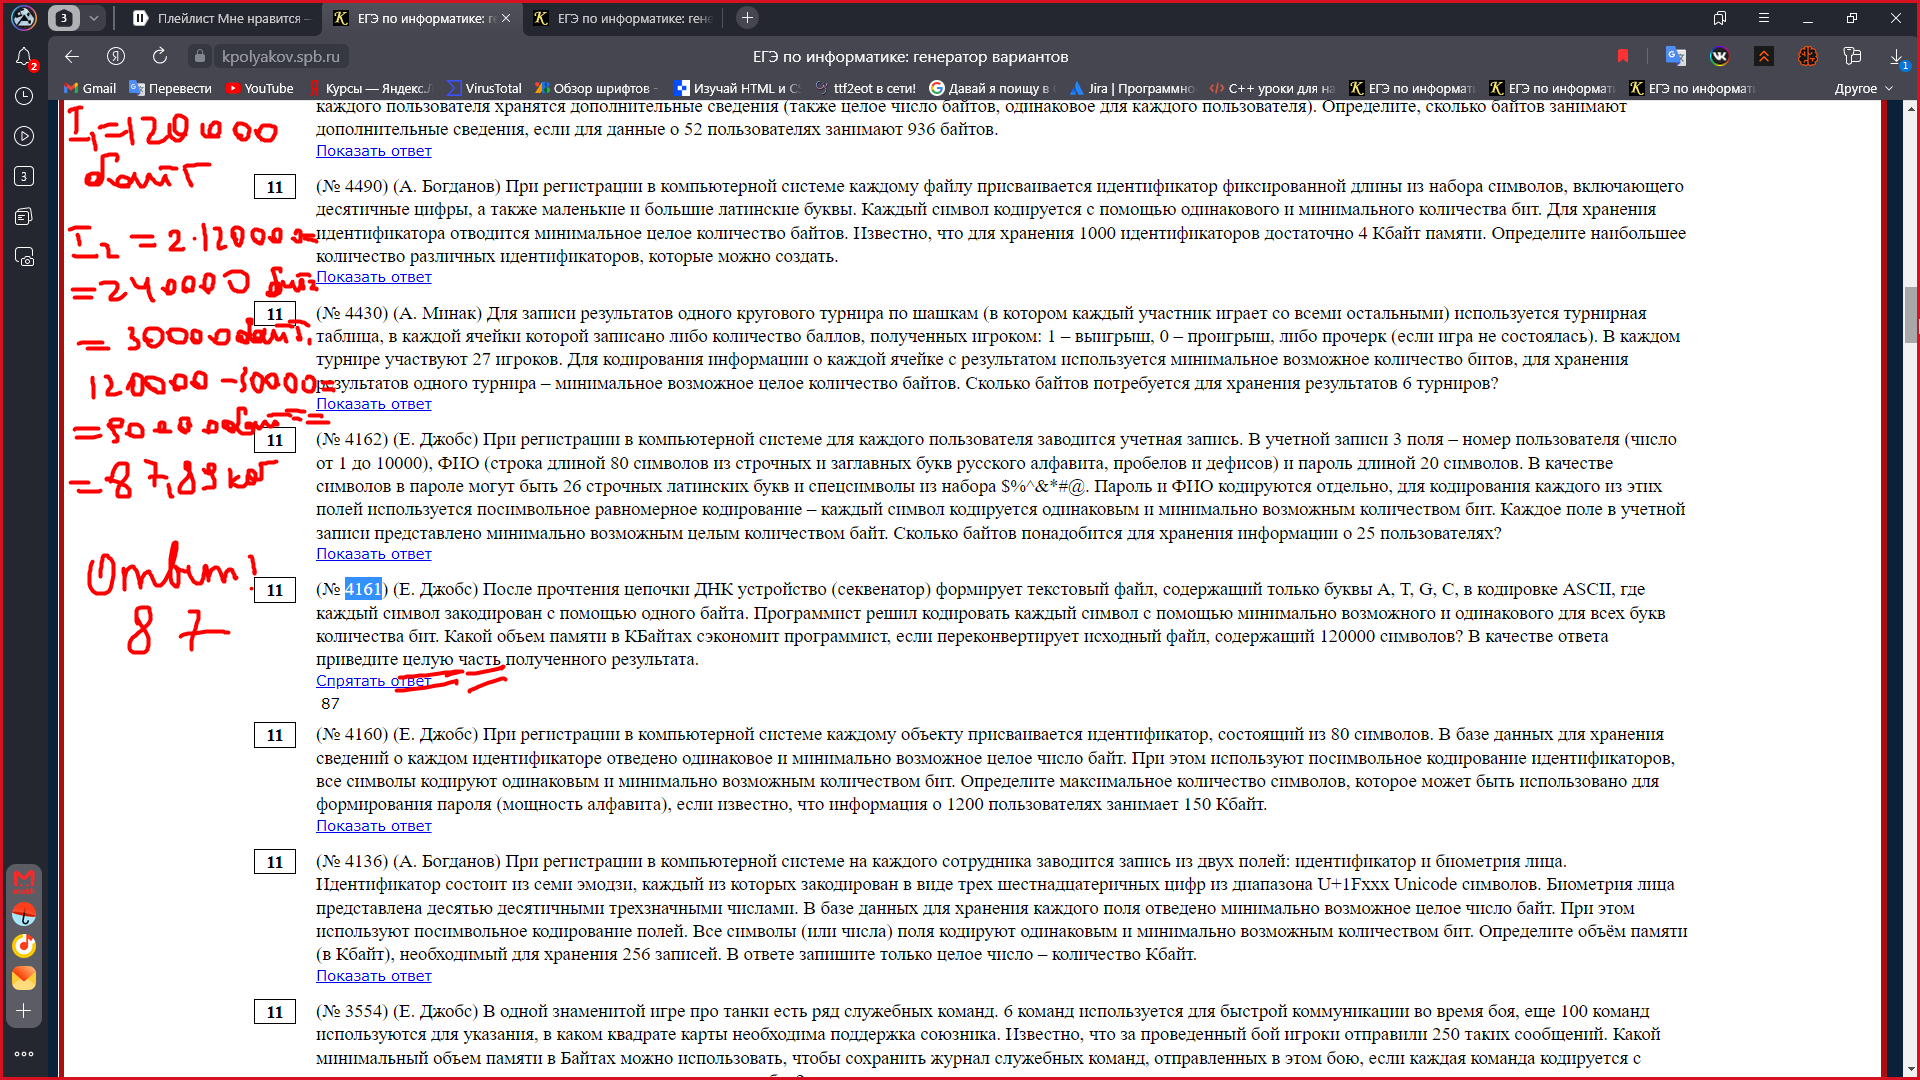 3
Плейлист Мне нравится —
ЕГЭ по информатике: ге
ЕГЭ по информатике: гене
2
kpolyakov.spb.ru
ЕГЭ по информатике: генератор вариантов
1
Gmail
Перевести
YouTube
Курсы — Яндекс.
VirusTotal
Обзор шрифтов -
Изучай HTML и C
ttf2eot в сети!
Давай я поищу в
Jira | Программно
C++ уроки для на
ЕГЭ по информат
ЕГЭ по информат
ЕГЭ по информат
Другое
3
I₁=120000
байт
I₂ = 2·120000=
=240000 бит=
= 30000 байт
120000-30000=
=90000 байт=
=87,89 кб
Ответ:
87
каждого пользователя хранятся дополнительные сведения (также целое число байтов, одинаковое для каждого пользователя). Определите, сколько байтов занимают
дополнительные сведения, если для данные о 52 пользователях занимают 936 байтов.
Показать ответ
11
(№ 4490) (А. Богданов) При регистрации в компьютерной системе каждому файлу присваивается идентификатор фиксированной длины из набора символов, включающего
десятичные цифры, а также маленькие и большие латинские буквы. Каждый символ кодируется с помощью одинакового и минимального количества бит. Для хранения
идентификатора отводится минимальное целое количество байтов. Известно, что для хранения 1000 идентификаторов достаточно 4 Кбайт памяти. Определите наибольшее
количество различных идентификаторов, которые можно создать.
Показать ответ
11
(№ 4430) (А. Минак) Для записи результатов одного кругового турнира по шашкам (в котором каждый участник играет со всеми остальными) используется турнирная
таблица, в каждой ячейки которой записано либо количество баллов, полученных игроком: 1 – выигрыш, 0 – проигрыш, либо прочерк (если игра не состоялась). В каждом
турнире участвуют 27 игроков. Для кодирования информации о каждой ячейке с результатом используется минимальное возможное количество битов, для хранения
результатов одного турнира – минимальное возможное целое количество байтов. Сколько байтов потребуется для хранения результатов 6 турниров?
Показать ответ
11
(№ 4162) (Е. Джобс) При регистрации в компьютерной системе для каждого пользователя заводится учетная запись. В учетной записи 3 поля – номер пользователя (число
от 1 до 10000), ФИО (строка длиной 80 символов из строчных и заглавных букв русского алфавита, пробелов и дефисов) и пароль длиной 20 символов. В качестве
символов в пароле могут быть 26 строчных латинских букв и спецсимволы из набора $%^&*#@. Пароль и ФИО кодируются отдельно, для кодирования каждого из этих
полей используется посимвольное равномерное кодирование – каждый символ кодируется одинаковым и минимально возможным количеством бит. Каждое поле в учетной
записи представлено минимально возможным целым количеством байт. Сколько байтов понадобится для хранения информации о 25 пользователях?
Показать ответ
11
(№ 4161) (Е. Джобс) После прочтения цепочки ДНК устройство (секвенатор) формирует текстовый файл, содержащий только буквы A, T, G, C, в кодировке ASCII, где
каждый символ закодирован с помощью одного байта. Программист решил кодировать каждый символ с помощью минимально возможного и одинакового для всех букв
количества бит. Какой объем памяти в КБайтах сэкономит программист, если переконвертирует исходный файл, содержащий 120000 символов? В качестве ответа
приведите целую часть полученного результата.
Спрятать ответ
87
11
(№ 4160) (Е. Джобс) При регистрации в компьютерной системе каждому объекту присваивается идентификатор, состоящий из 80 символов. В базе данных для хранения
сведений о каждом идентификаторе отведено одинаковое и минимально возможное целое число байт. При этом используют посимвольное кодирование идентификаторов,
все символы кодируют одинаковым и минимально возможным количеством бит. Определите максимальное количество символов, которое может быть использовано для
формирования пароля (мощность алфавита), если известно, что информация о 1200 пользователях занимает 150 Кбайт.
Показать ответ
11
(№ 4136) (А. Богданов) При регистрации в компьютерной системе на каждого сотрудника заводится запись из двух полей: идентификатор и биометрия лица.
Идентификатор состоит из семи эмодзи, каждый из которых закодирован в виде трех шестнадцатеричных цифр из диапазона U+1Fxxx Unicode символов. Биометрия лица
представлена десятью десятичными трехзначными числами. В базе данных для хранения каждого поля отведено минимально возможное целое число байт. При этом
используют посимвольное кодирование полей. Все символы (или числа) поля кодируют одинаковым и минимально возможным количеством бит. Определите объём памяти
(в Кбайт), необходимый для хранения 256 записей. В ответе запишите только целое число – количество Кбайт.
Показать ответ
11
(№ 3554) (Е. Джобс) В одной знаменитой игре про танки есть ряд служебных команд. 6 команд используется для быстрой коммуникации во время боя, еще 100 команд
используются для указания, в каком квадрате карты необходима поддержка союзника. Известно, что за проведенный бой игроки отправили 250 таких сообщений. Какой
минимальный объем памяти в Байтах можно использовать, чтобы сохранить журнал служебных команд, отправленных в этом бою, если каждая команда кодируется с